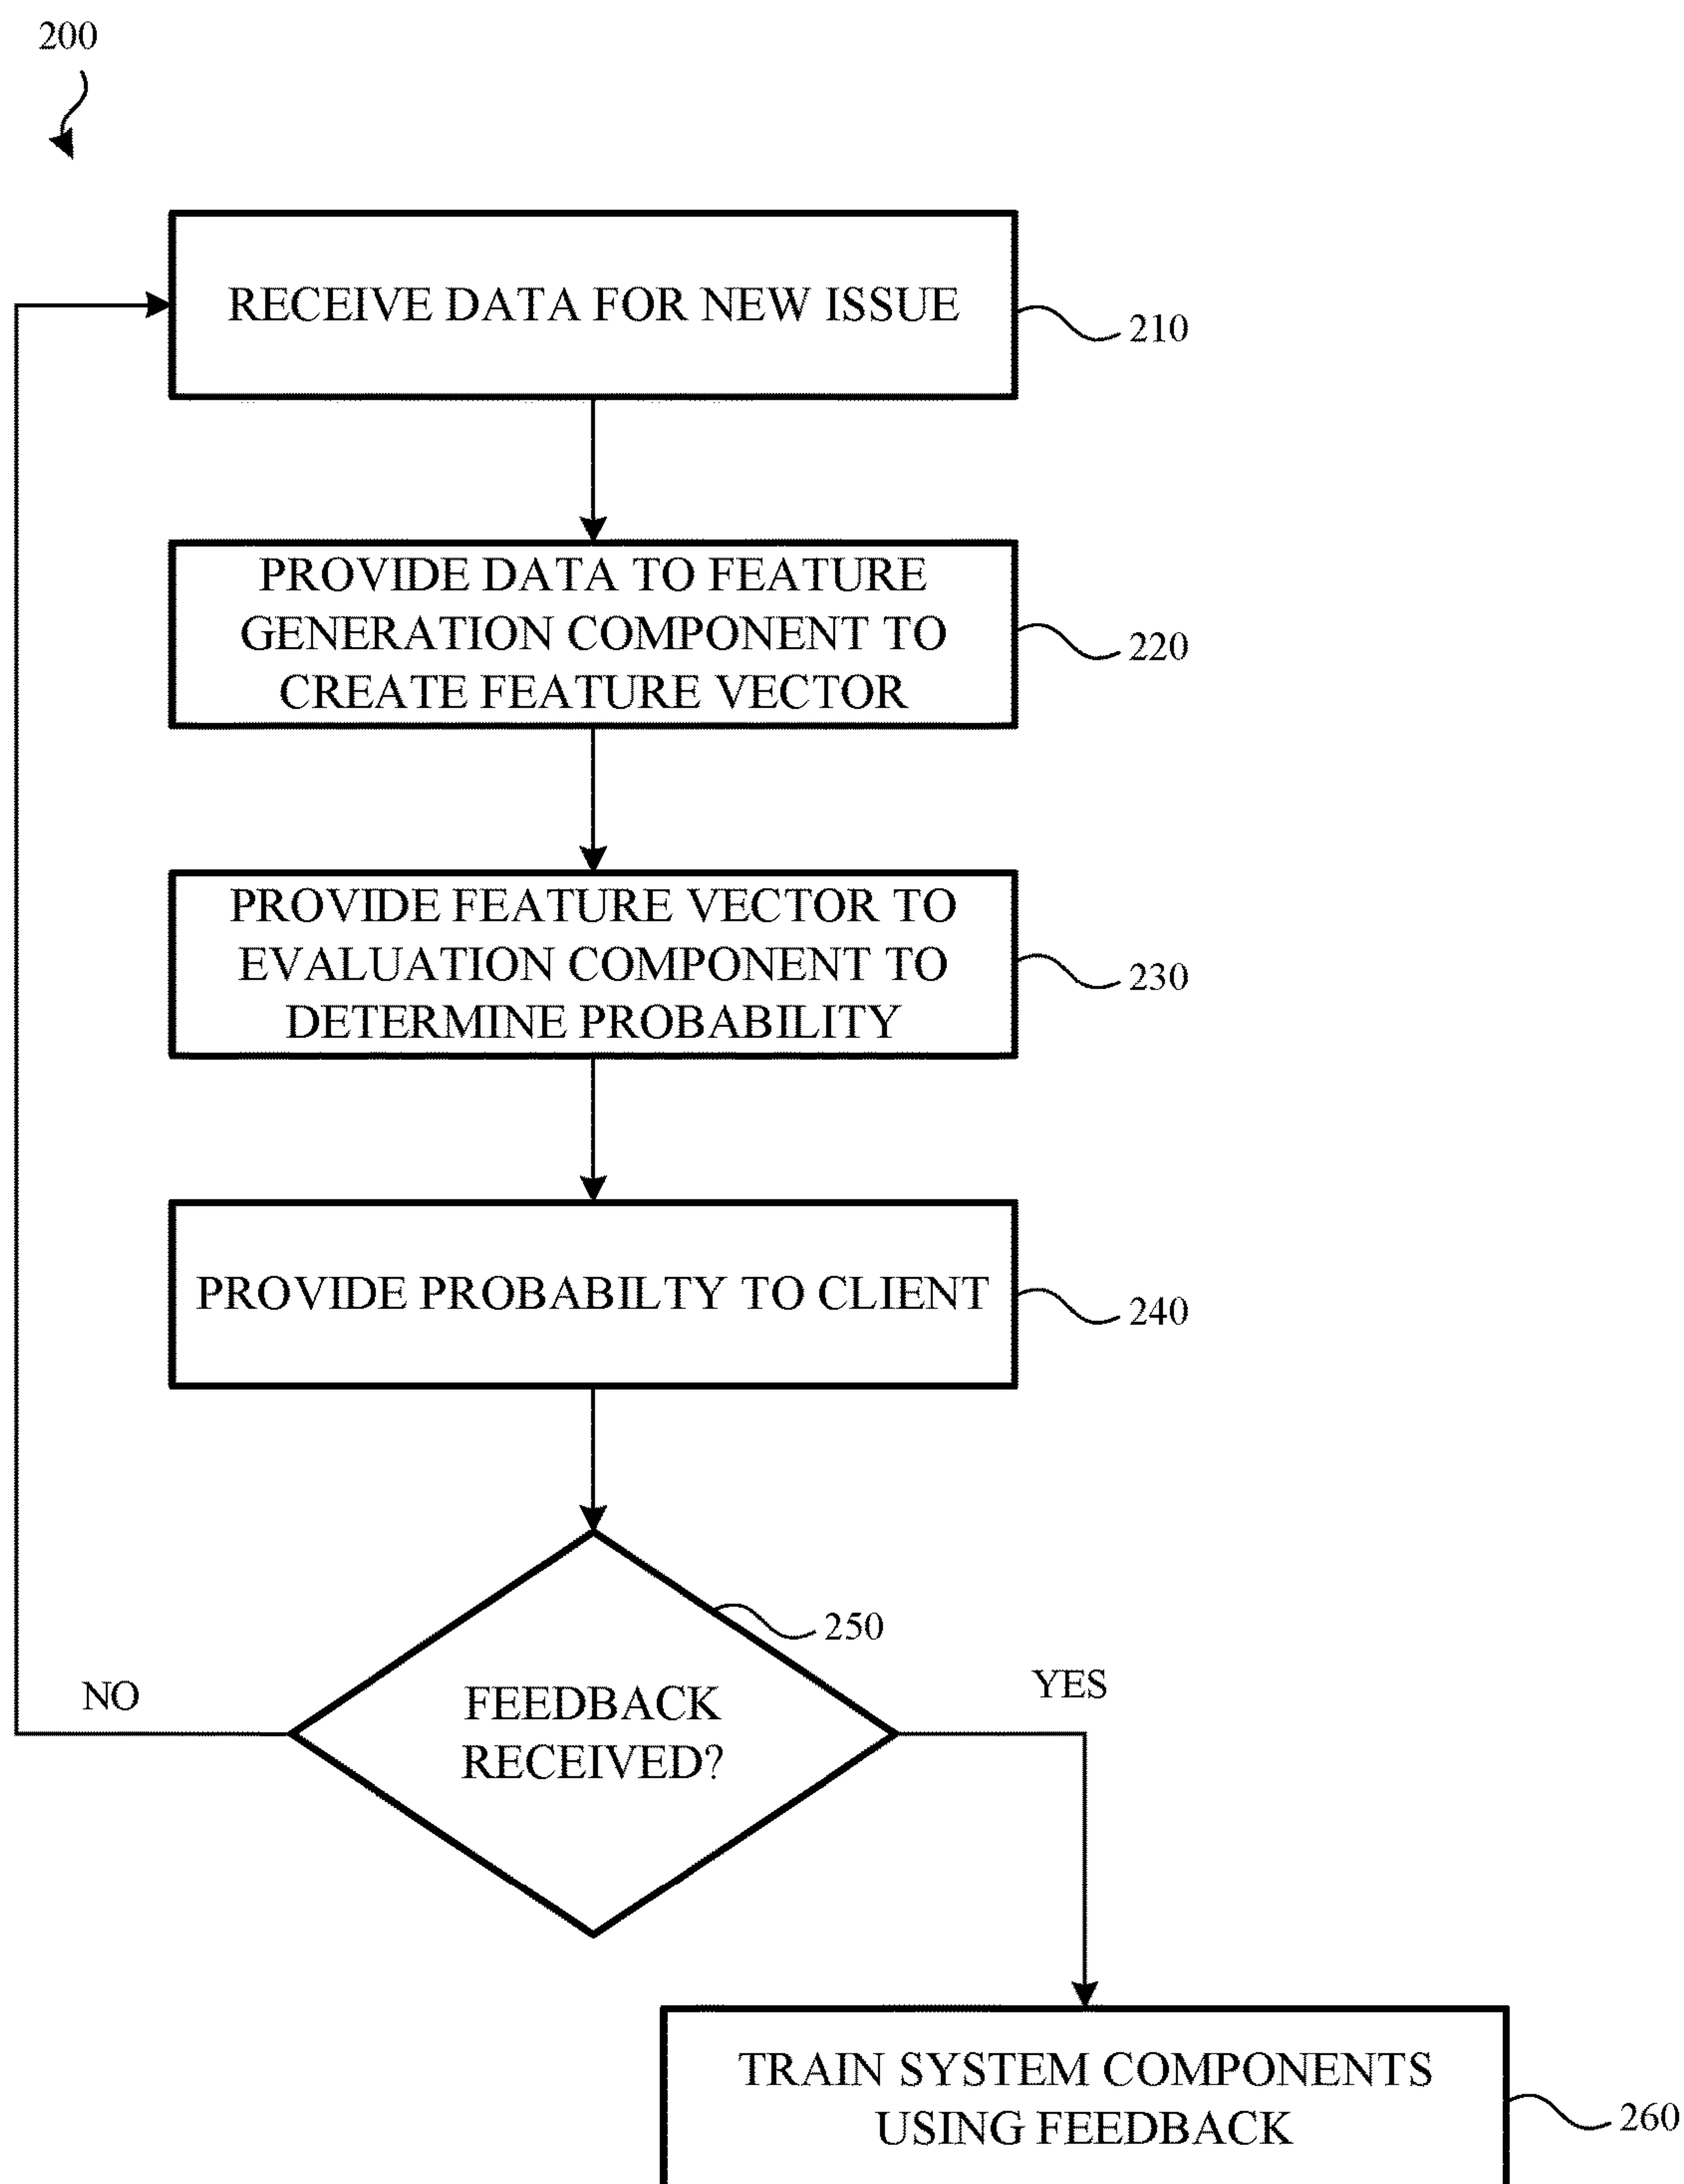 200
RECEIVE DATA FOR NEW ISSUE
210
PROVIDE DATA TO FEATURE
GENERATION COMPONENT TO
CREATE FEATURE VECTOR
220
PROVIDE FEATURE VECTOR TO
EVALUATION COMPONENT TO
DETERMINE PROBABILITY
230
PROVIDE PROBABILTY TO CLIENT
240
250
NO
YES
FEEDBACK
RECEIVED?
TRAIN SYSTEM COMPONENTS
USING FEEDBACK
260